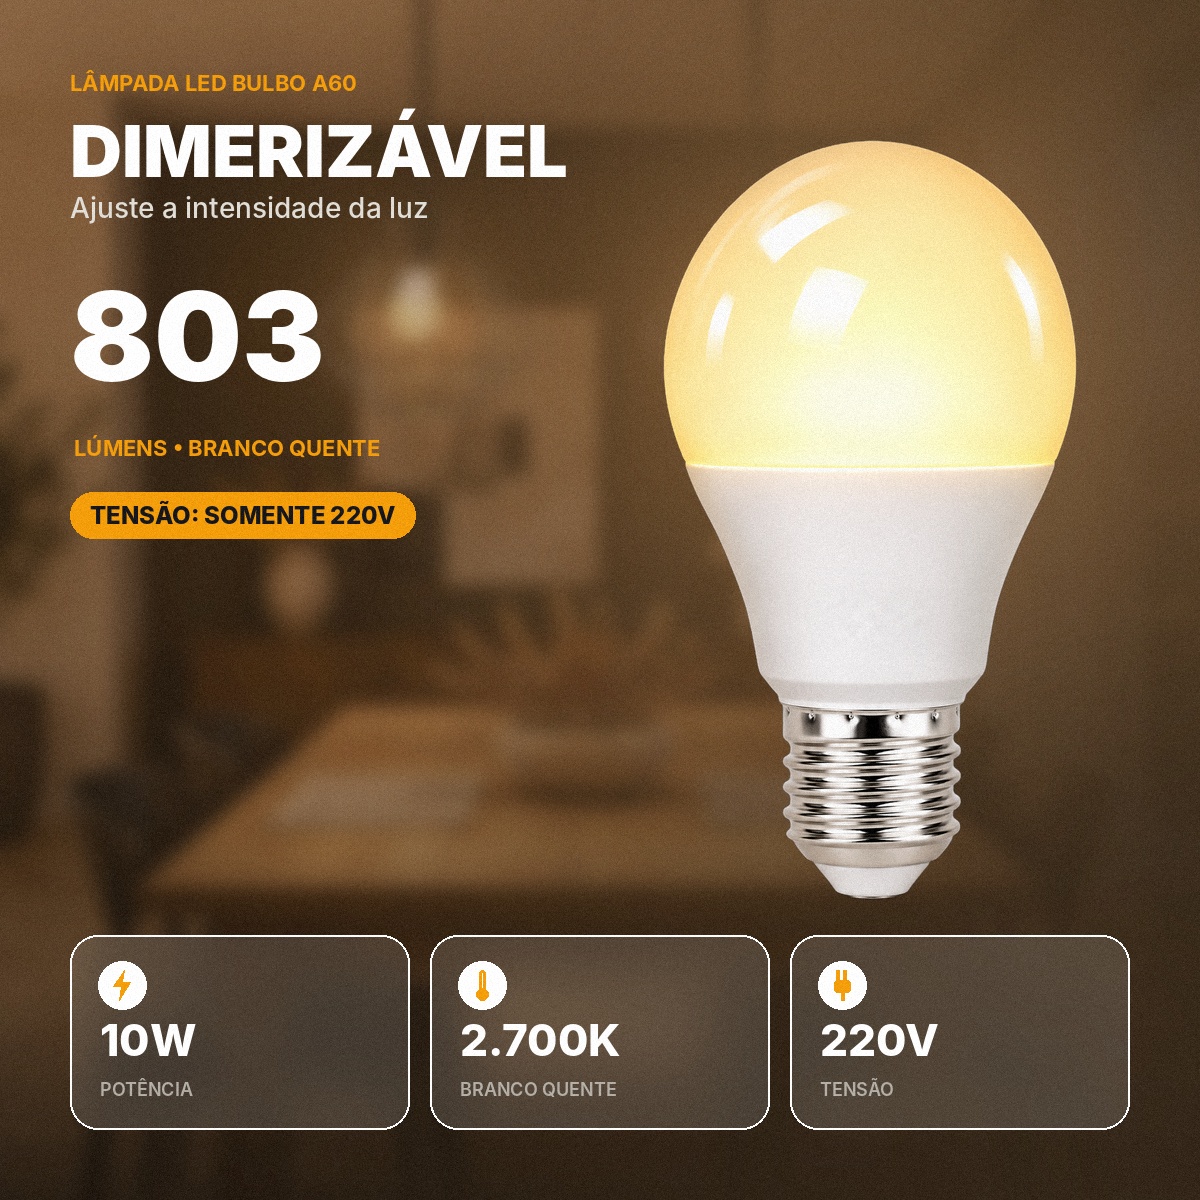 LÂMPADA LED BULBO A60
DIMERIZÁVEL
Ajuste a intensidade da luz
803
LÚMENS • BRANCO QUENTE
TENSÃO: SOMENTE 220V
10W
POTÊNCIA
2.700K
BRANCO QUENTE
220V
TENSÃO